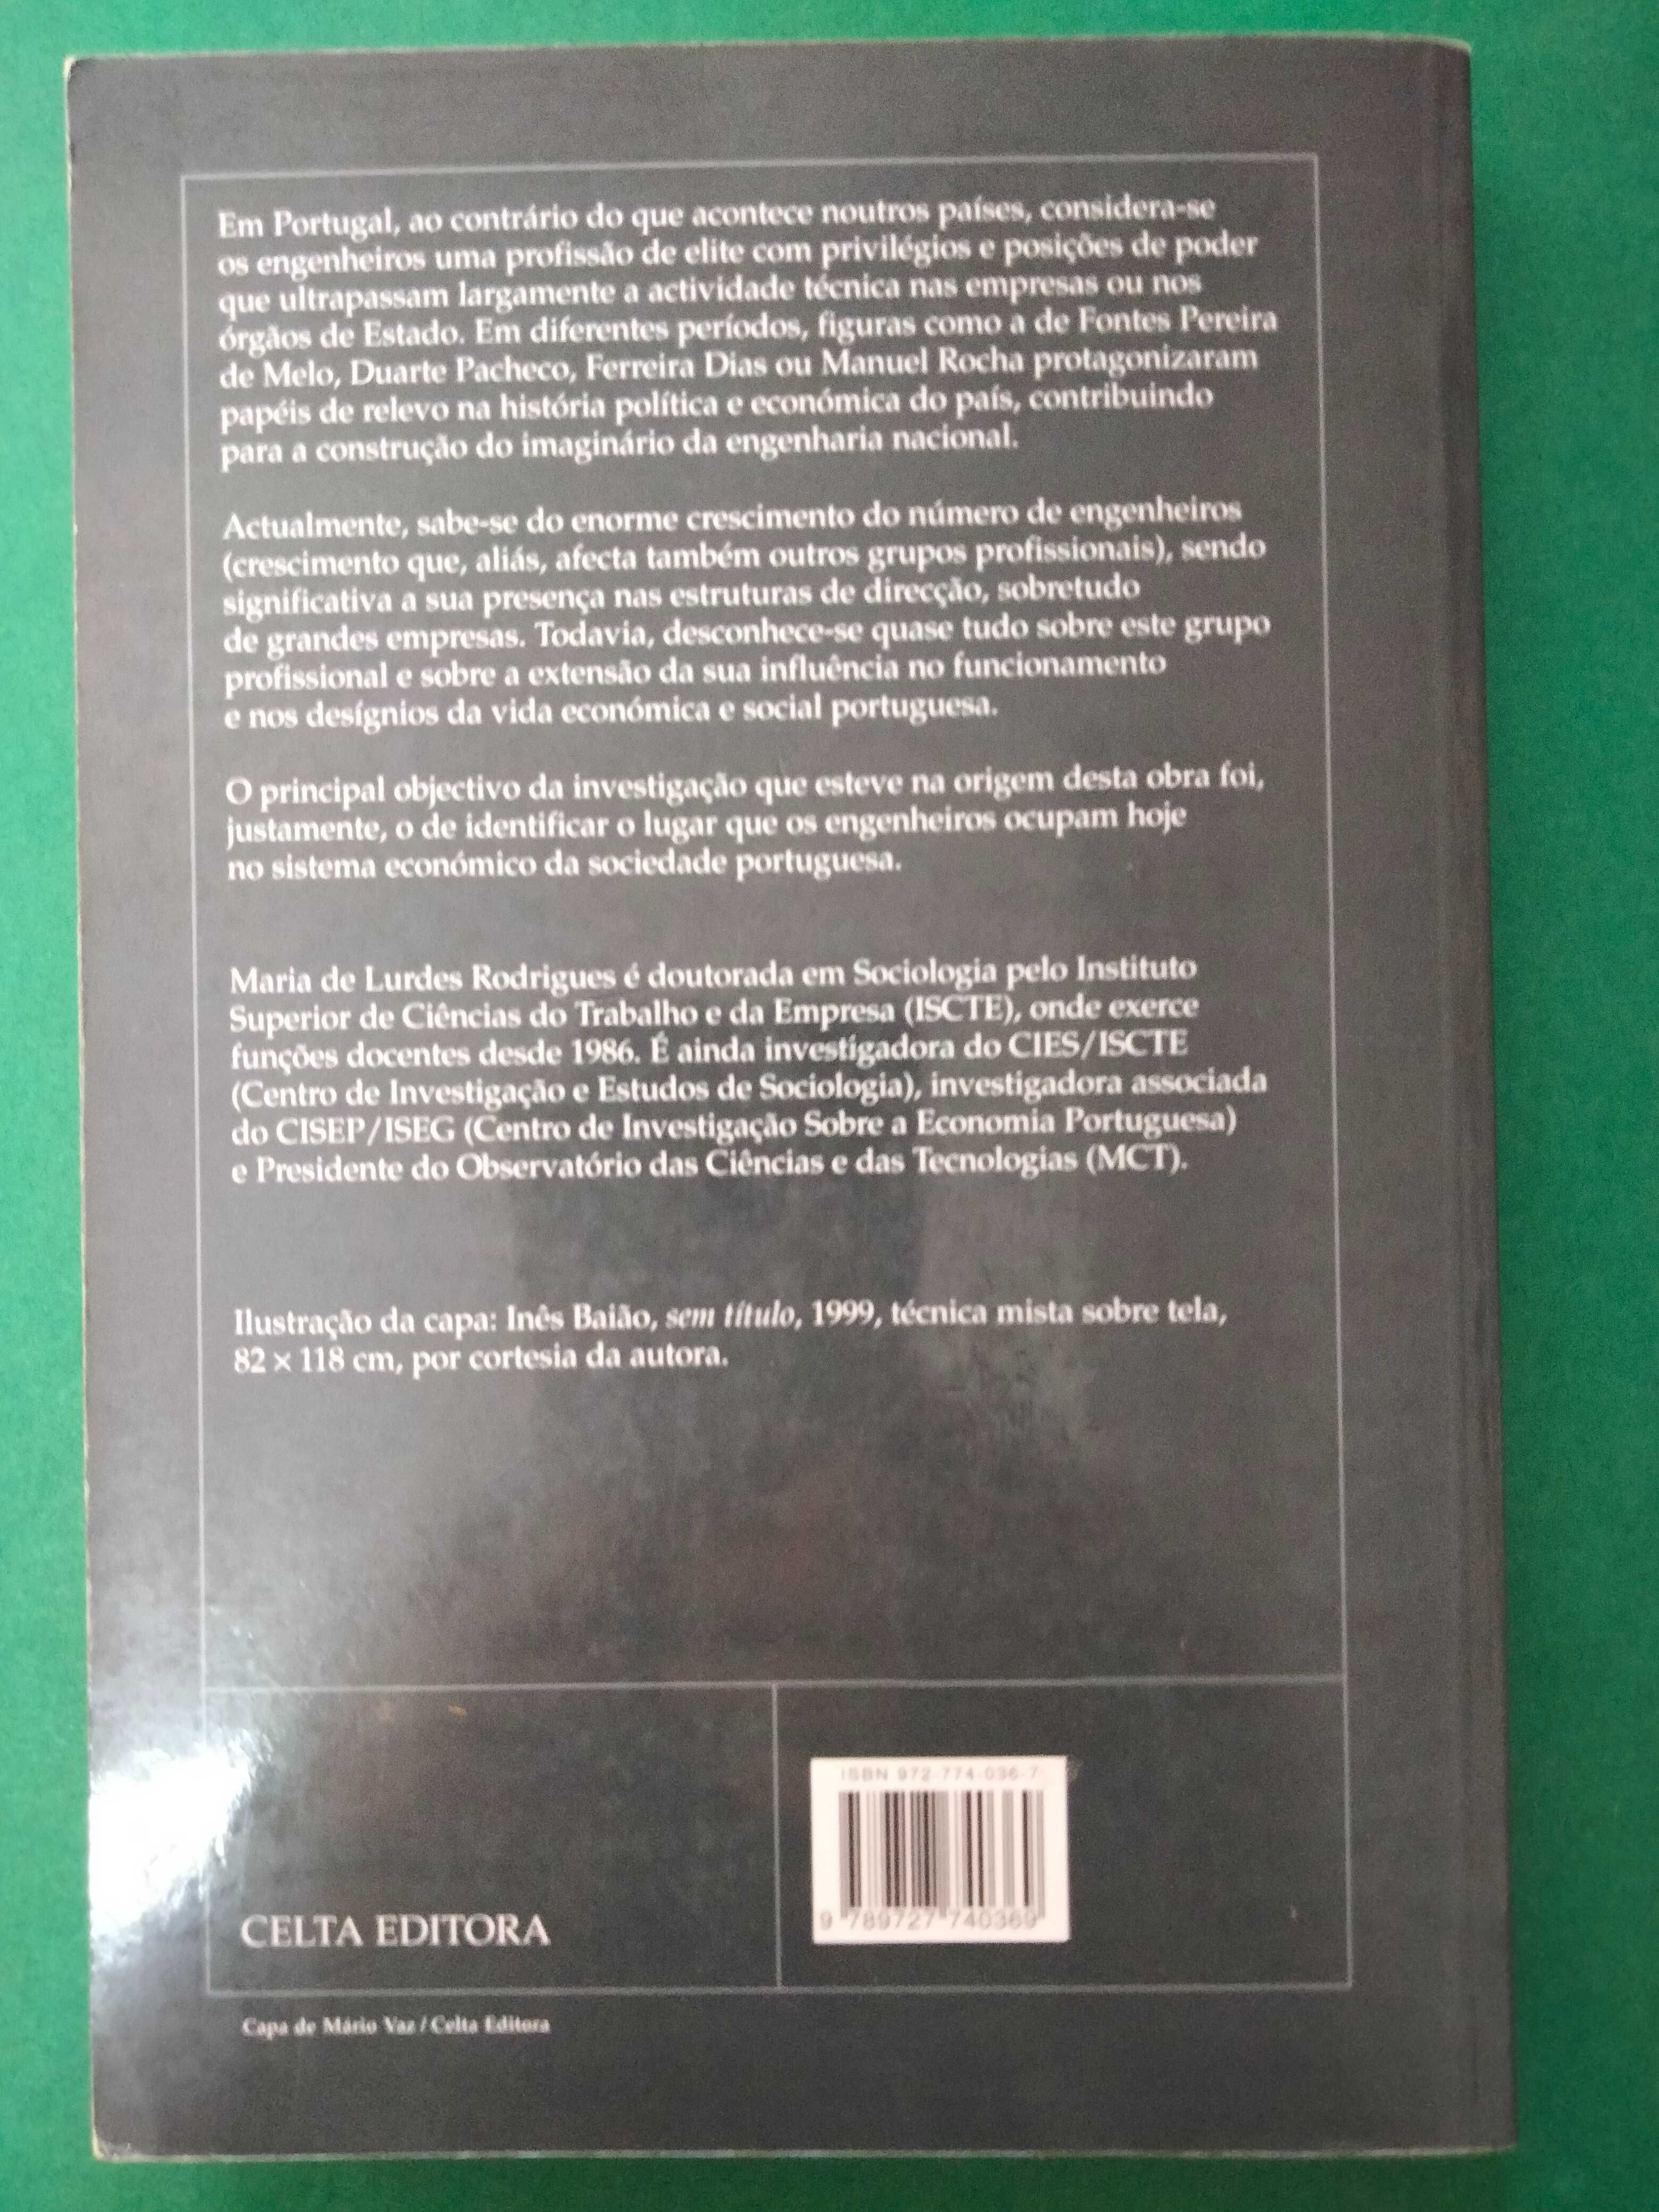 Em Portugal, ao contrário do que acontece noutros países, considera-se
os engenheiros uma profissão de elite com privilégios e posições de poder
que ultrapassam largamente a actividade técnica nas empresas ou nos
órgãos de Estado. Em diferentes períodos, figuras como a de Fontes Pereira
de Melo, Duarte Pacheco, Ferreira Dias ou Manuel Rocha protagonizaram
papéis de relevo na história política e económica do país, contribuindo
para a construção do imaginário da engenharia nacional.
Actualmente, sabe-se do enorme crescimento do número de engenheiros
(crescimento que, aliás, afecta também outros grupos profissionais), sendo
significativa a sua presença nas estruturas de direcção, sobretudo
de grandes empresas. Todavia, desconhece-se quase tudo sobre este grupo
profissional e sobre a extensão da sua influência no funcionamento
e nos desígnios da vida económica e social portuguesa.
O principal objectivo da investigação que esteve na origem desta obra foi,
justamente, o de identificar o lugar que os engenheiros ocupam hoje
no sistema económico da sociedade portuguesa.
Maria de Lurdes Rodrigues é doutorada em Sociologia pelo Instituto
Superior de Ciências do Trabalho e da Empresa (ISCTE), onde exerce
funções docentes desde 1986. É ainda investigadora do CIES/ISCTE
(Centro de Investigação e Estudos de Sociologia), investigadora associada
do CISEP/ISEG (Centro de Investigação Sobre a Economia Portuguesa)
e Presidente do Observatório das Ciências e das Tecnologias (MCT).
Ilustração da capa: Inês Baião, sem título, 1999, técnica mista sobre tela,
82 × 118 cm, por cortesia da autora.
ISBN 972-774-036-7
9 789727 740369
CELTA EDITORA
Capa de Mário Vaz / Celta Editora